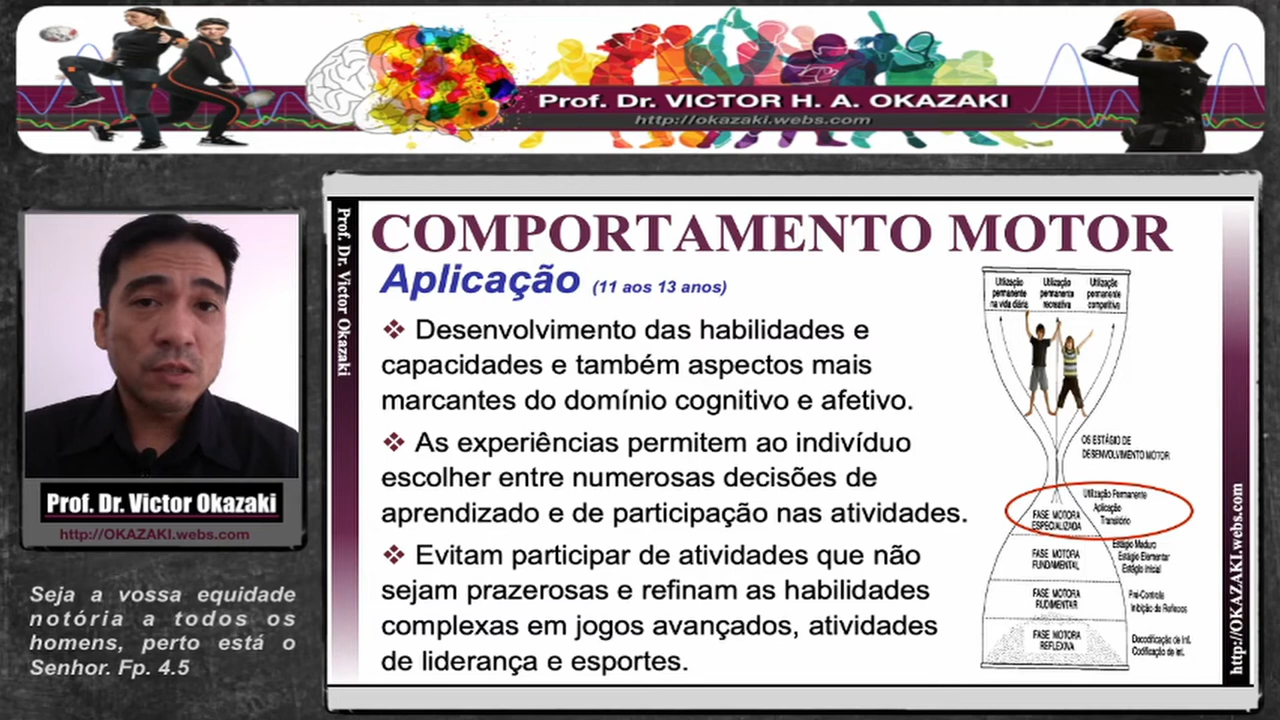 Prof. Dr. VICTOR H. A. OKAZAKI
http://okazaki.webs.com
Prof. Dr. Victor Okazaki
http://OKAZAKI.webs.com
Seja a vossa equidade
notória a todos os
homens, perto está o
Senhor. Fp. 4.5
Prof. Dr. Victor Okazaki
COMPORTAMENTO MOTOR
Aplicação (11 aos 13 anos)
❖ Desenvolvimento das habilidades e
capacidades e também aspectos mais
marcantes do domínio cognitivo e afetivo.
❖ As experiências permitem ao indivíduo
escolher entre numerosas decisões de
aprendizado e de participação nas atividades.
❖ Evitam participar de atividades que não
sejam prazerosas e refinam as habilidades
complexas em jogos avançados, atividades
de liderança e esportes.
Utilização permanente na vida diária
Utilização permanente recreativa
Utilização permanente competitiva
OS ESTÁGIO DE
DESENVOLVIMENTO MOTOR
FASE MOTORA
ESPECIALIZADA
Utilização Permanente
Aplicação
Transitório
FASE MOTORA
FUNDAMENTAL
Estágio Maduro
Estágio Elementar
Estágio Inicial
FASE MOTORA
RUDIMENTAR
Pré-Controle
Inibição de Reflexos
FASE MOTORA
REFLEXIVA
Decodificação de Inf.
Codificação de Inf.
http://OKAZAKI.webs.com